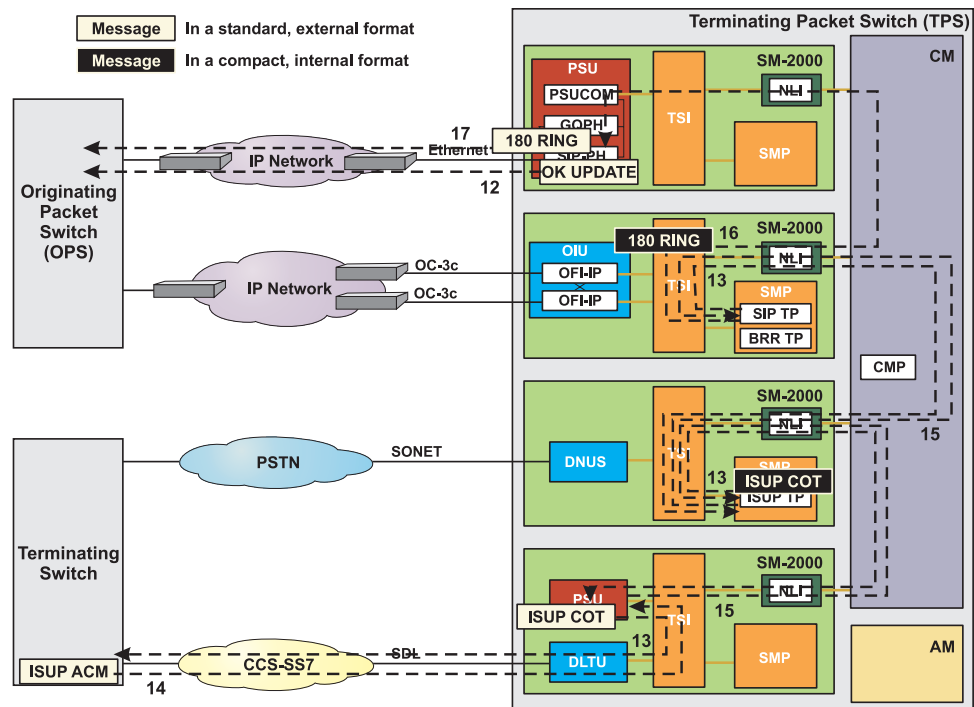 Message In a standard, external format
Message In a compact, internal format
Terminating Packet Switch (TPS)
CM
SM-2000
PSU
PSUCOM
GQPH
SIP-PH
TSI
NLI
SMP
180 RING
OK UPDATE
17
Ethernet
12
IP Network
Originating
Packet
Switch
(OPS)
SM-2000
180 RING
16
NLI
OIU
OFI-IP
OFI-IP
TSI
13
SMP
SIP TP
BRR TP
OC-3c
OC-3c
IP Network
CMP
SM-2000
NLI
15
DNUS
TSI
13
SMP
ISUP COT
ISUP TP
SONET
PSTN
Terminating
Switch
SM-2000
NLI
PSU
ISUP COT
15
TSI
13
DLTU
SMP
SDL
CCS-SS7
ISUP ACM
14
AM